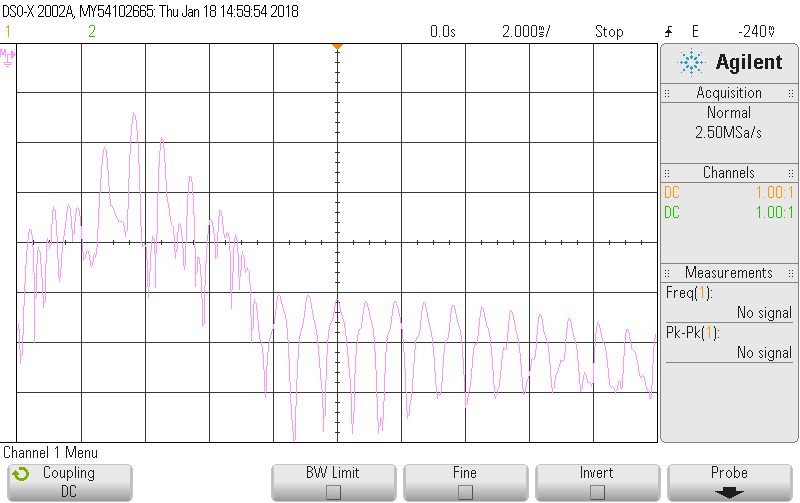 DSO-X 2002A, MY54102665: Thu Jan 18 14:59:54 2018
1 2 0.0s 2.000s/ Stop E -240V
M
Agilent
Acquisition
Normal
2.50MSa/s
Channels
DC 1.00:1
DC 1.00:1
Measurements
Freq(1):
No signal
Pk-Pk(1):
No signal
Channel 1 Menu
Coupling
DC
BW Limit
Fine
Invert
Probe